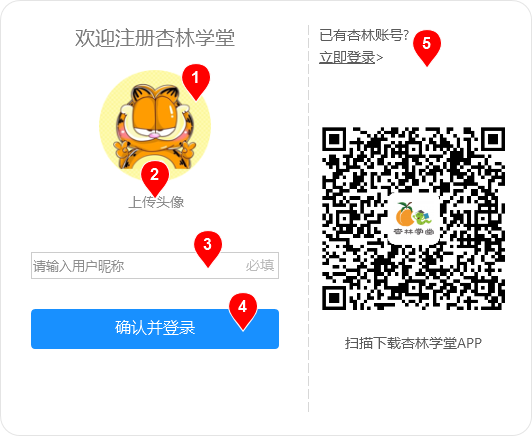 欢迎注册杏林学堂
1
2
上传头像
3
请输入用户昵称 必填
4
确认并登录
已有杏林账号?
立即登录>
5
杏林学堂
扫描下载杏林学堂APP